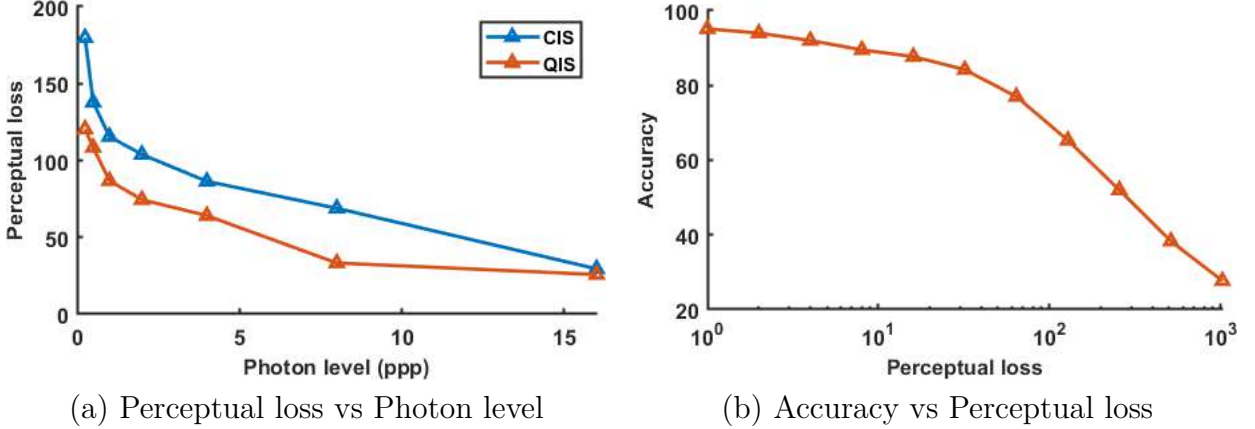 200
150
100
50
0
Perceptual loss
CIS
QIS
0 5 10 15
Photon level (ppp)
(a) Perceptual loss vs Photon level
100
80
60
40
20
Accuracy
10^0 10^1 10^2 10^3
Perceptual loss
(b) Accuracy vs Perceptual loss